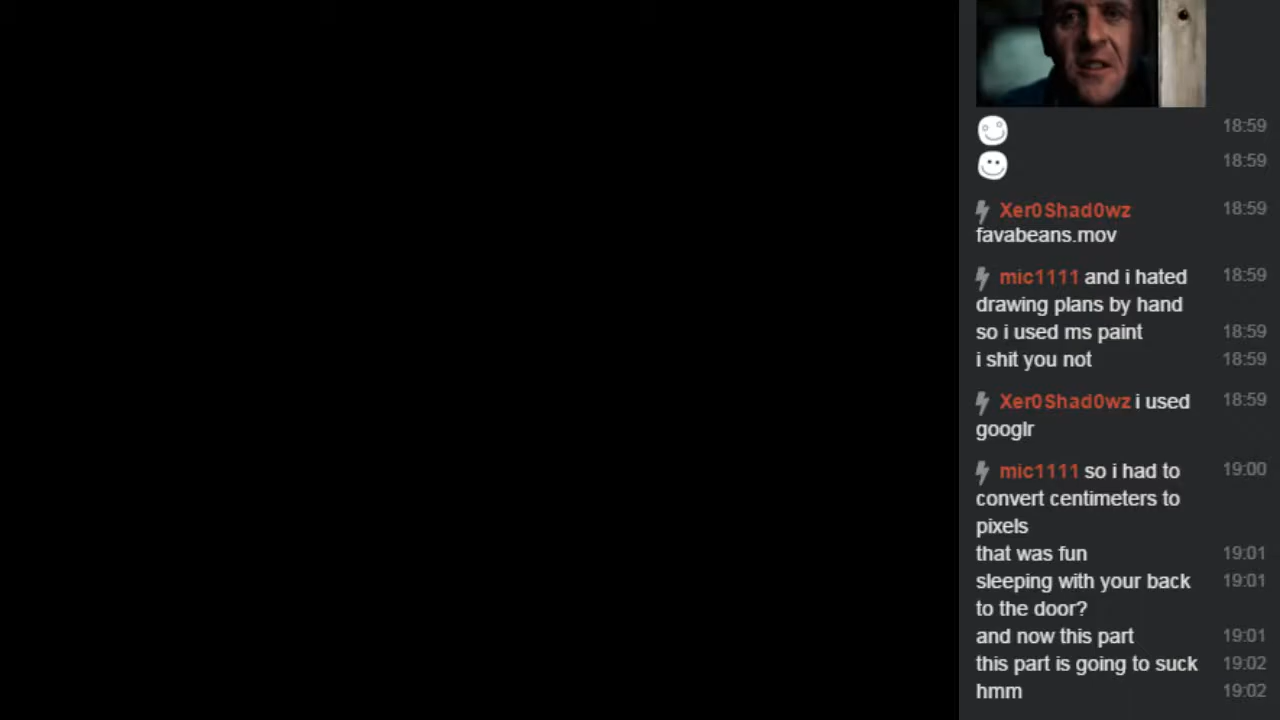 18:59
18:59
Xer0Shad0wz 18:59
favabeans.mov
mic1111 and i hated 18:59
drawing plans by hand
so i used ms paint 18:59
i shit you not 18:59
Xer0Shad0wz i used 18:59
googlr
mic1111 so i had to 19:00
convert centimeters to
pixels
that was fun 19:01
sleeping with your back 19:01
to the door?
and now this part 19:01
this part is going to suck 19:02
hmm 19:02